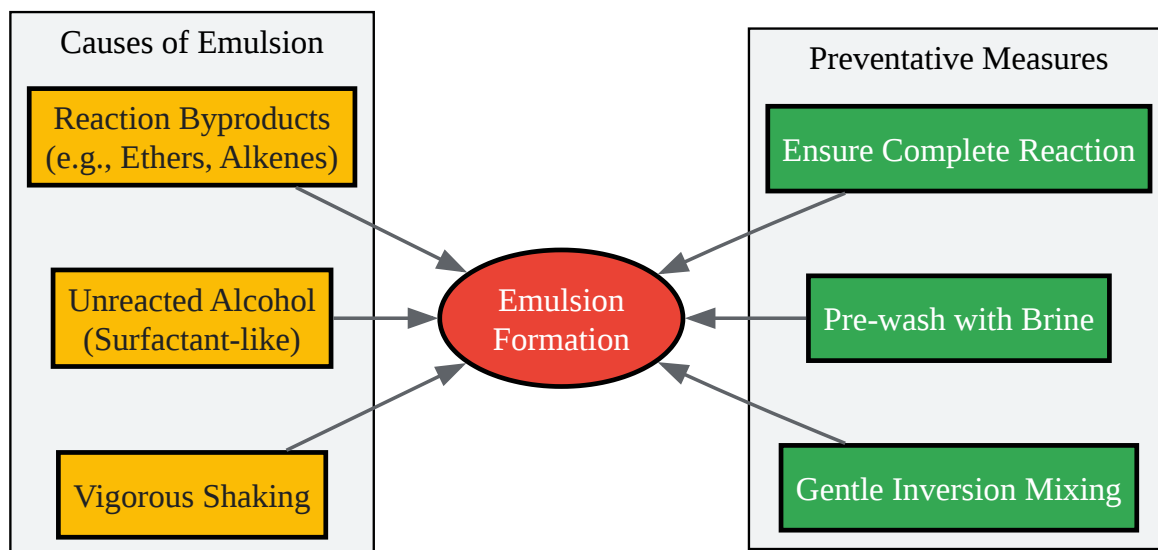 Causes of Emulsion
Reaction Byproducts
(e.g., Ethers, Alkenes)
Unreacted Alcohol
(Surfactant-like)
Vigorous Shaking
Emulsion
Formation
Preventative Measures
Ensure Complete Reaction
Pre-wash with Brine
Gentle Inversion Mixing